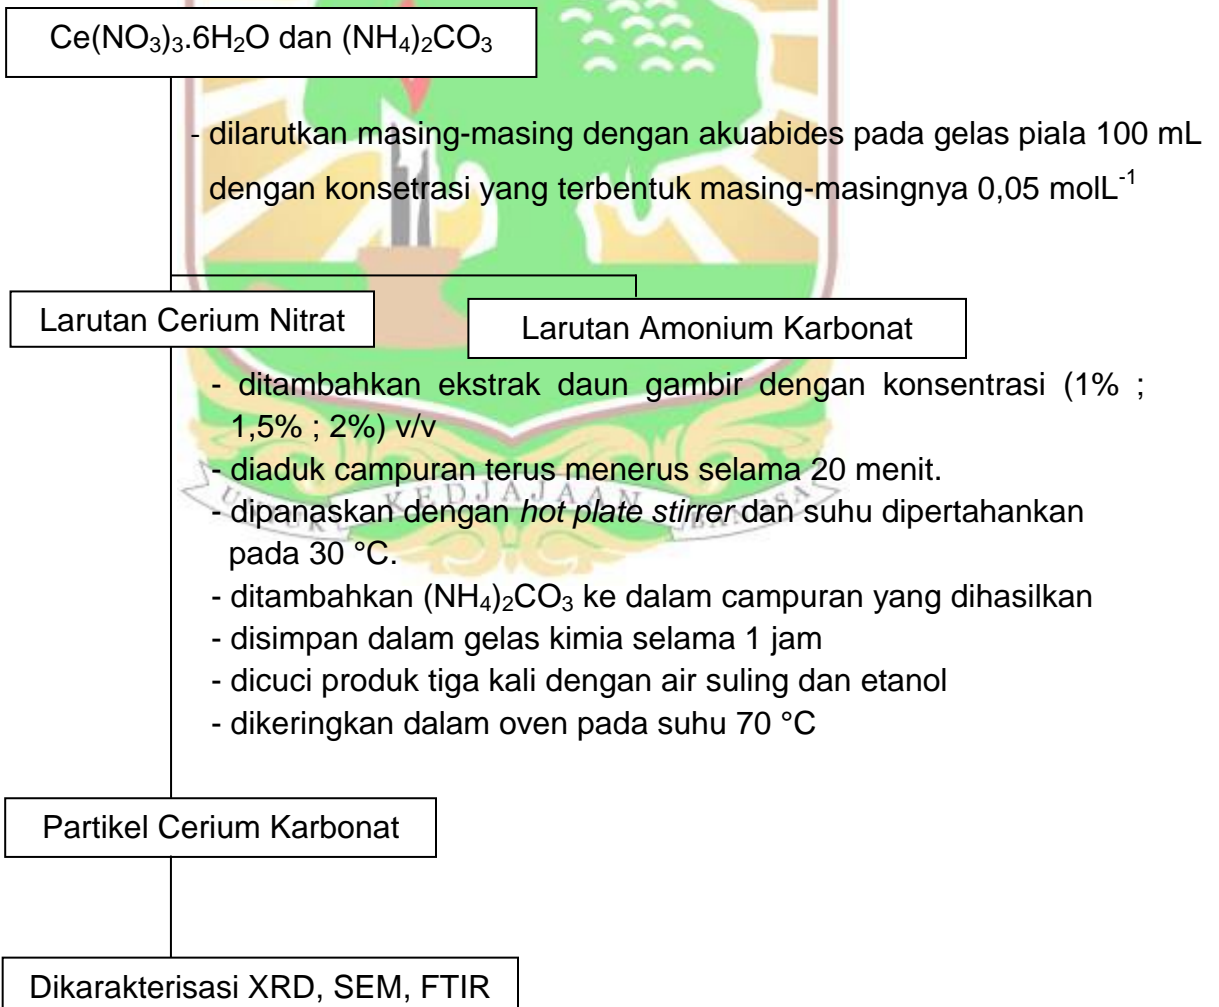 Ce(NO₃)₃.6H₂O dan (NH₄)₂CO₃
- dilarutkan masing-masing dengan akuabides pada gelas piala 100 mL
dengan konsetrasi yang terbentuk masing-masingnya 0,05 molL⁻¹
Larutan Cerium Nitrat
Larutan Amonium Karbonat
- ditambahkan ekstrak daun gambir dengan konsentrasi (1% ;
1,5% ; 2%) v/v
- diaduk campuran terus menerus selama 20 menit.
- dipanaskan dengan hot plate stirrer dan suhu dipertahankan
pada 30 °C.
- ditambahkan (NH₄)₂CO₃ ke dalam campuran yang dihasilkan
- disimpan dalam gelas kimia selama 1 jam
- dicuci produk tiga kali dengan air suling dan etanol
- dikeringkan dalam oven pada suhu 70 °C
KEDJAJAAN
Partikel Cerium Karbonat
Dikarakterisasi XRD, SEM, FTIR